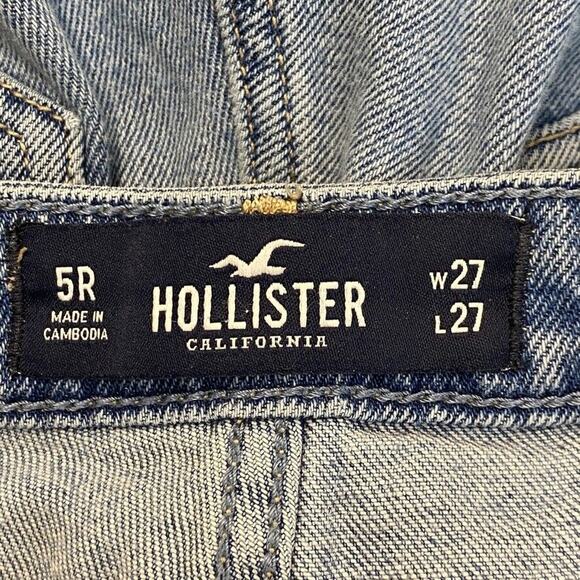 5R
MADE IN
CAMBODIA
HOLLISTER
CALIFORNIA
W27
L27